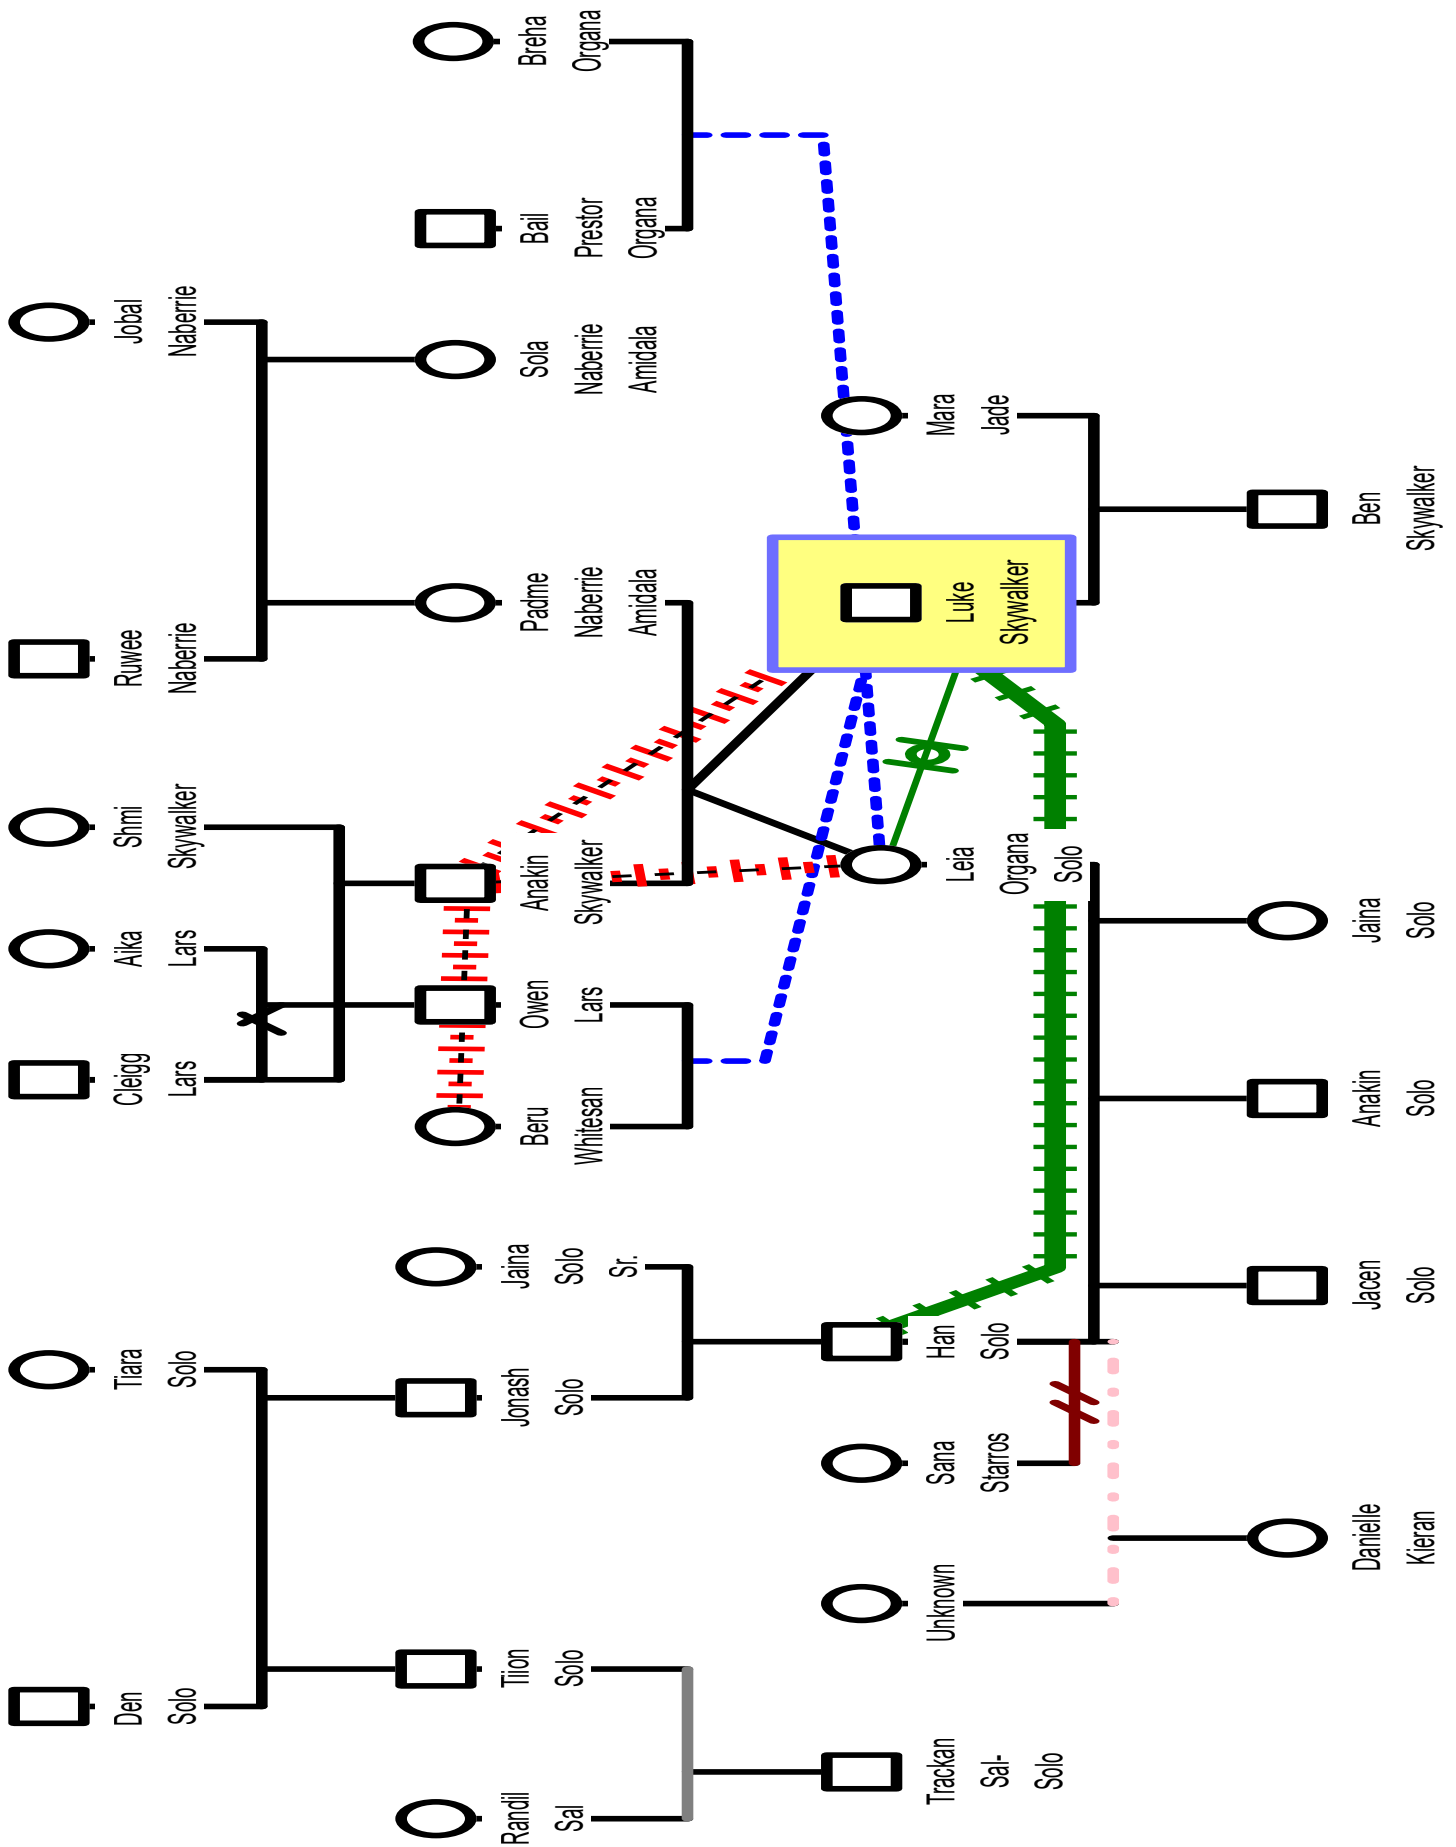 Den
Solo
Tiara
Solo
Cleigg
Lars
Aika
Lars
Shmi
Skywalker
Ruwee
Naberrie
Jobal
Naberrie
Randil
Sal
Tiion
Solo
Jonash
Solo
Jaina
Solo
Sr.
Beru
Whitesan
Owen
Lars
Anakin
Skywalker
Padme
Naberrie
Amidala
Sola
Naberrie
Amidala
Bail
Prestor
Organa
Breha
Organa
Trackan
Sal-
Solo
Unknown
Sana
Starros
Han
Solo
Leia
Organa
Solo
Luke
Skywalker
Mara
Jade
Danielle
Kieran
Jacen
Solo
Anakin
Solo
Jaina
Solo
Ben
Skywalker